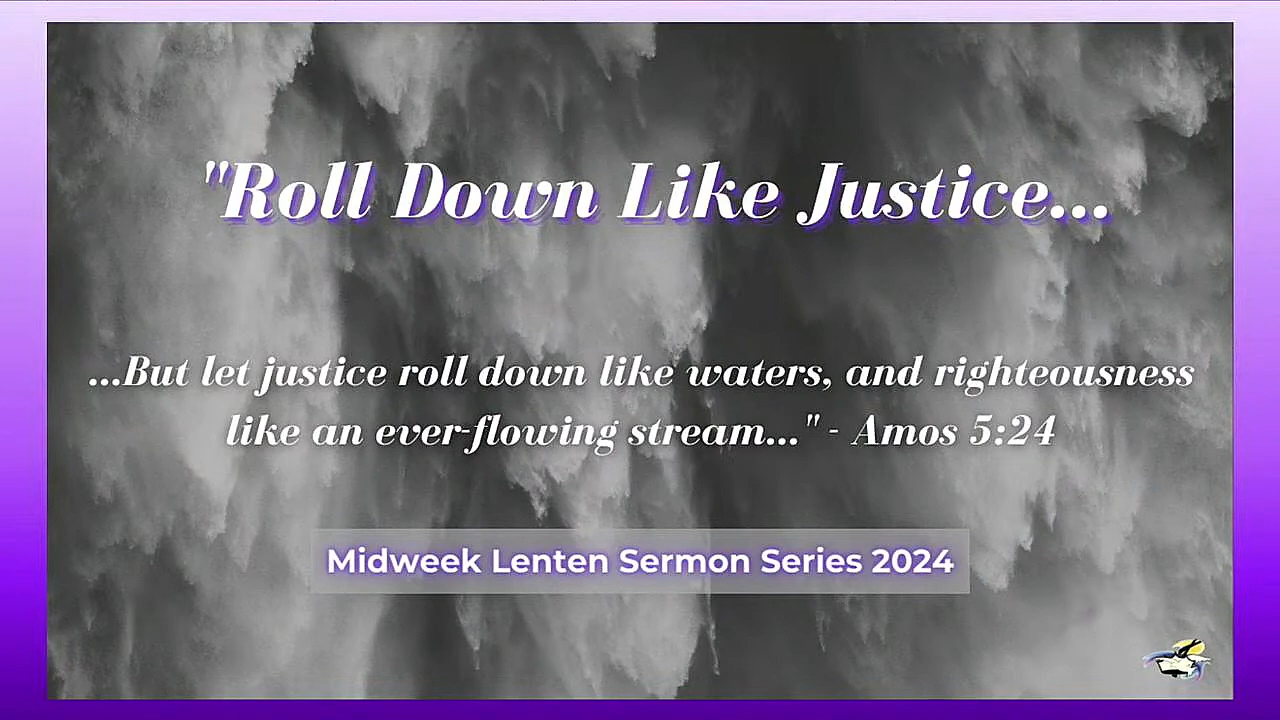 "Roll Down Like Justice...
...But let justice roll down like waters, and righteousness
like an ever-flowing stream..." - Amos 5:24
Midweek Lenten Sermon Series 2024